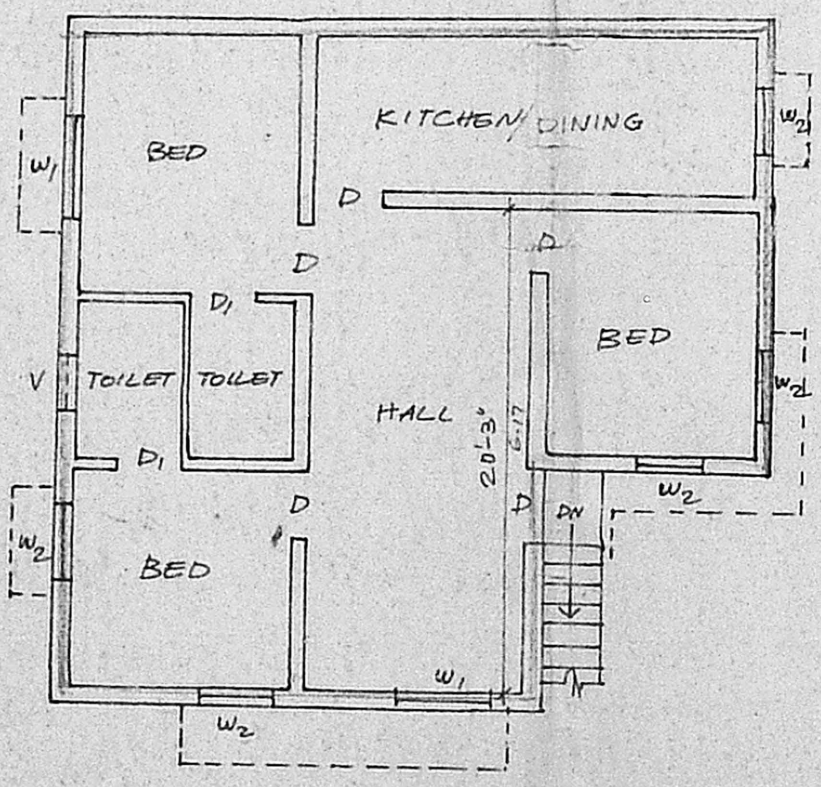 KITCHEN/DINING
W2
BED
W1
D
D
D
D1
BED
V
TOILET
TOILET
W2
HALL
20'-3"
6.17
D1
W2
D
D
DN
W2
BED
W1
W2